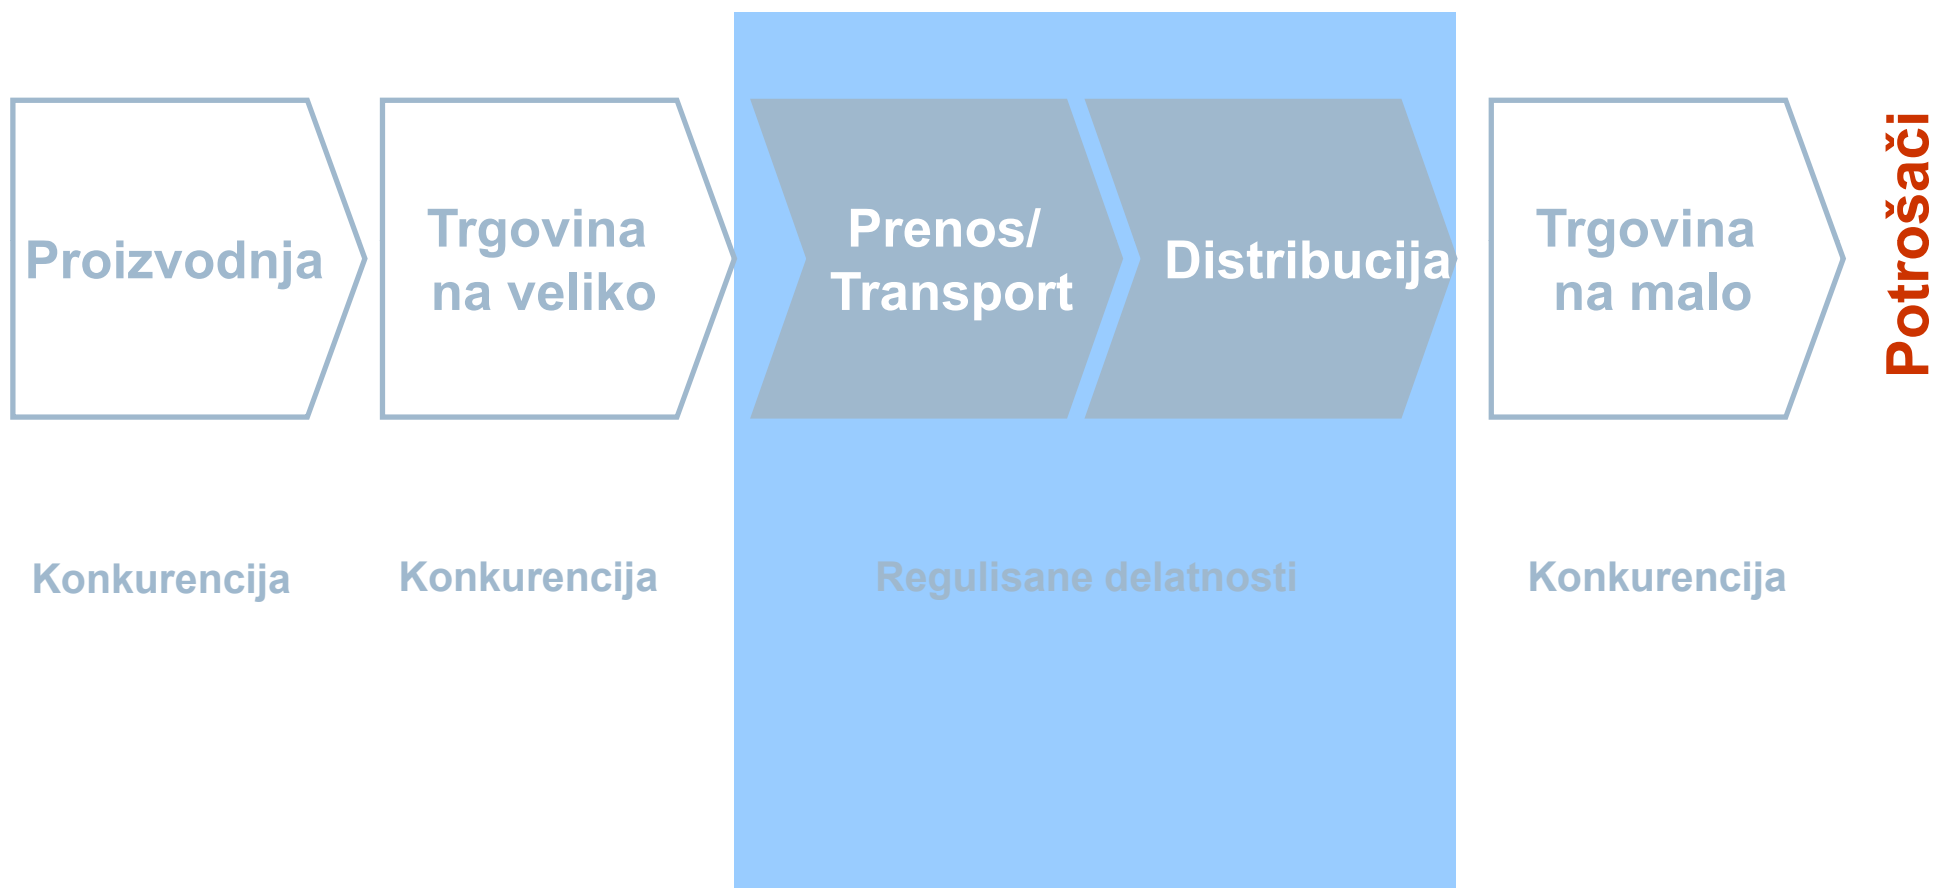 Proizvodnja
Trgovina
na veliko
Prenos/
Transport
Distribucija
Trgovina
na malo
Potrošači
Konkurencija
Konkurencija
Regulisane delatnosti
Konkurencija